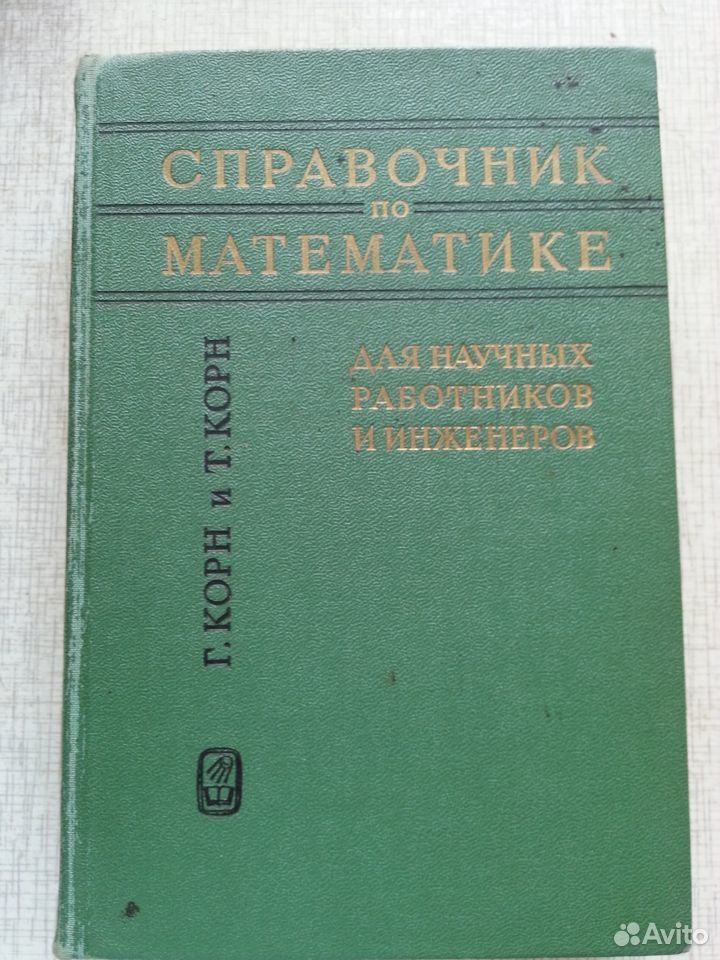 СПРАВОЧНИК
ПО
МАТЕМАТИКЕ
ДЛЯ НАУЧНЫХ
РАБОТНИКОВ
И ИНЖЕНЕРОВ
Г. КОРН и Т. КОРН
Avito